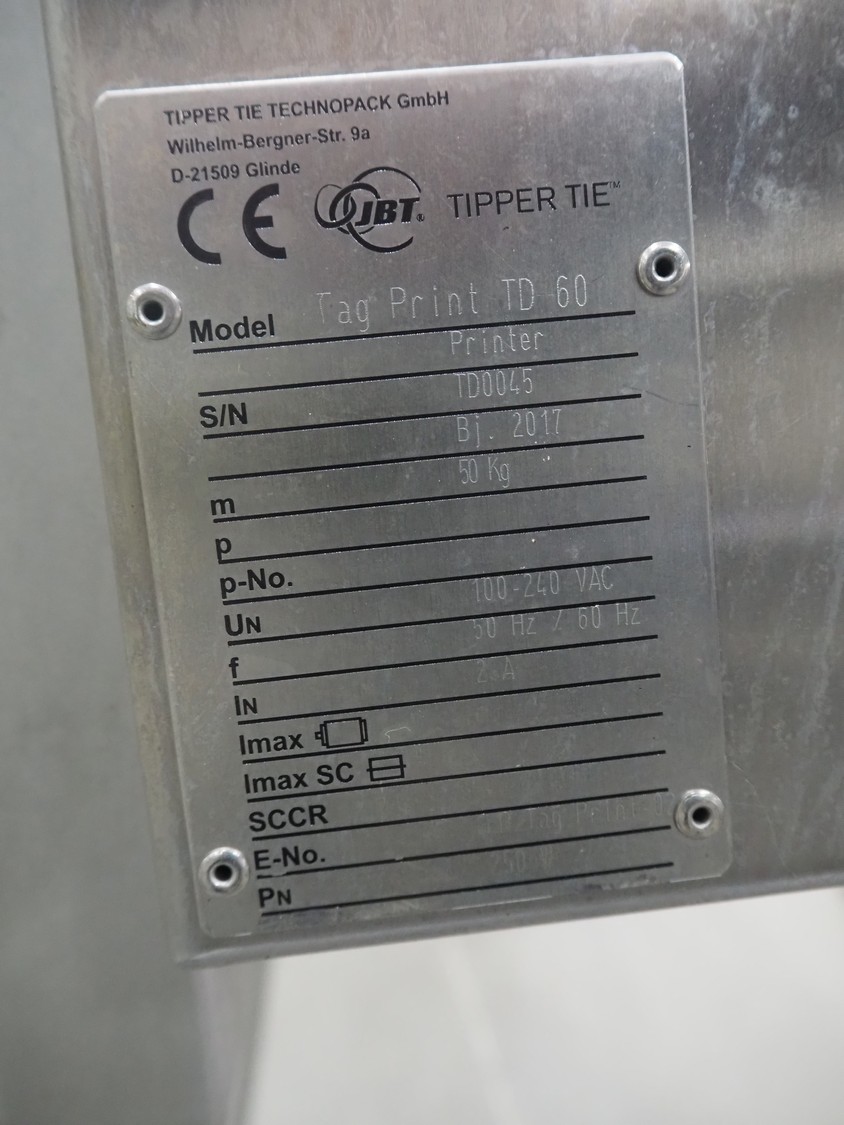 TIPPER TIE TECHNOPACK GmbH
Wilhelm-Bergner-Str. 9a
D-21509 Glinde
CE JBT® TIPPER TIE™
Model Tag Print TD 60
Printer
S/N TD0045
Bj. 2017
m 50 Kg
p
p-No.
UN 100-240 VAC
f 50 Hz / 60 Hz
IN A
Imax
Imax SC
SCCR
E-No. Tag Print
PN